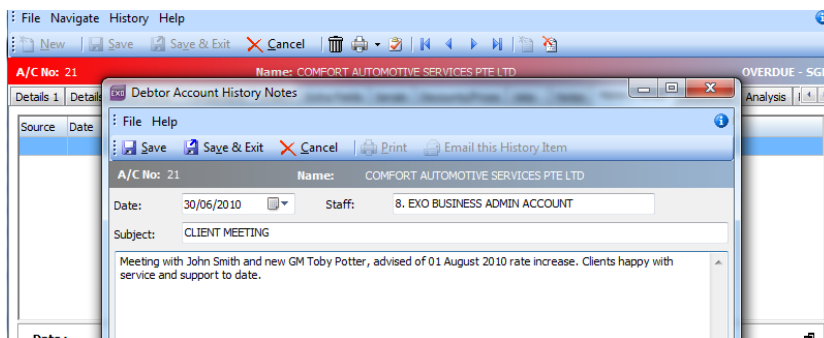 File Navigate History Help
New Save Save & Exit Cancel
A/C No: 21 Name: COMFORT AUTOMOTIVE SERVICES PTE LTD OVERDUE - SG
Details 1 Analysis
Source Date
EXO Debtor Account History Notes
File Help
Save Save & Exit Cancel Print Email this History Item
A/C No: 21 Name: COMFORT AUTOMOTIVE SERVICES PTE LTD
Date: 30/06/2010 Staff: 8. EXO BUSINESS ADMIN ACCOUNT
Subject: CLIENT MEETING
Meeting with John Smith and new GM Toby Potter, advised of 01 August 2010 rate increase. Clients happy with
service and support to date.